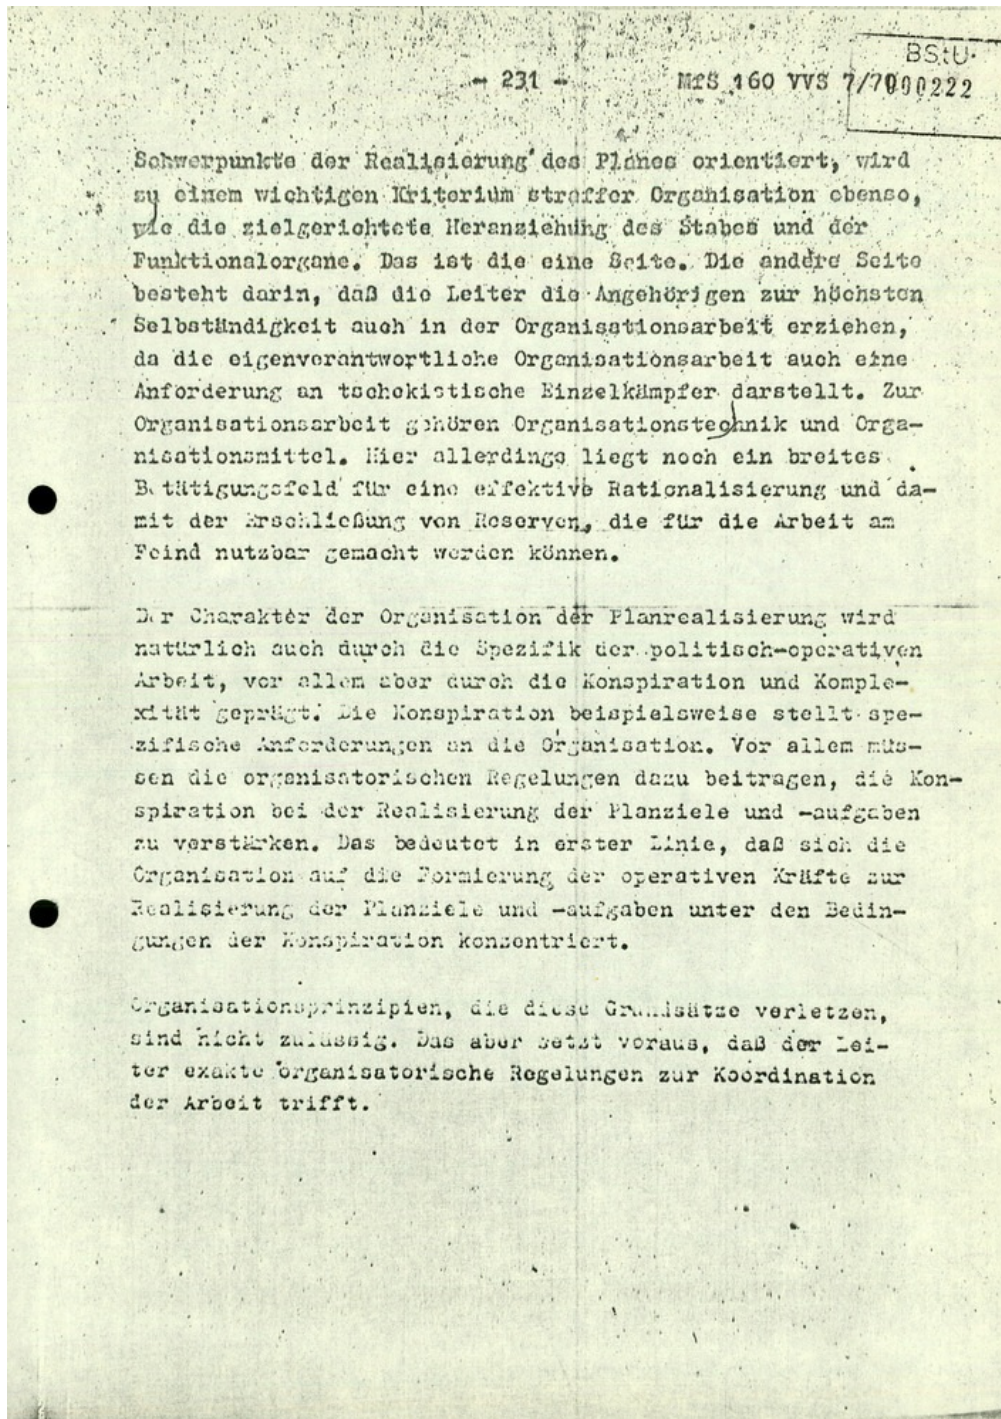 BStU
- 231 -
MfS 160 VVS 7/70
000222
Schwerpunkte der Realisierung des Planes orientiert, wird
zu einem wichtigen Kriterium straffer Organisation ebenso,
wie die zielgerichtete Heranziehung des Stabes und der
Funktionalorgane. Das ist die eine Seite. Die andere Seite
besteht darin, daß die Leiter die Angehörigen zur höchsten
Selbständigkeit auch in der Organisationsarbeit erziehen,
da die eigenverantwortliche Organisationsarbeit auch eine
Anforderung an tschekistische Einzelkämpfer darstellt. Zur
Organisationsarbeit gehören Organisationstechnik und Orga-
nisationsmittel. Hier allerdings liegt noch ein breites
Betätigungsfeld für eine effektive Rationalisierung und da-
mit der Erschließung von Reserven, die für die Arbeit am
Feind nutzbar gemacht werden können.
Der Charakter der Organisation der Planrealisierung wird
natürlich auch durch die Spezifik der politisch-operativen
Arbeit, vor allem aber durch die Konspiration und Komple-
xität geprägt. Die Konspiration beispielsweise stellt spe-
zifische Anforderungen an die Organisation. Vor allem müs-
sen die organisatorischen Regelungen dazu beitragen, die Kon-
spiration bei der Realisierung der Planziele und -aufgaben
zu verstärken. Das bedeutet in erster Linie, daß sich die
Organisation auf die Formierung der operativen Kräfte zur
Realisierung der Planziele und -aufgaben unter den Bedin-
gungen der Konspiration konzentriert.
Organisationsprinzipien, die diese Grundsätze verletzen,
sind nicht zulässig. Das aber setzt voraus, daß der Lei-
ter exakte organisatorische Regelungen zur Koordination
der Arbeit trifft.